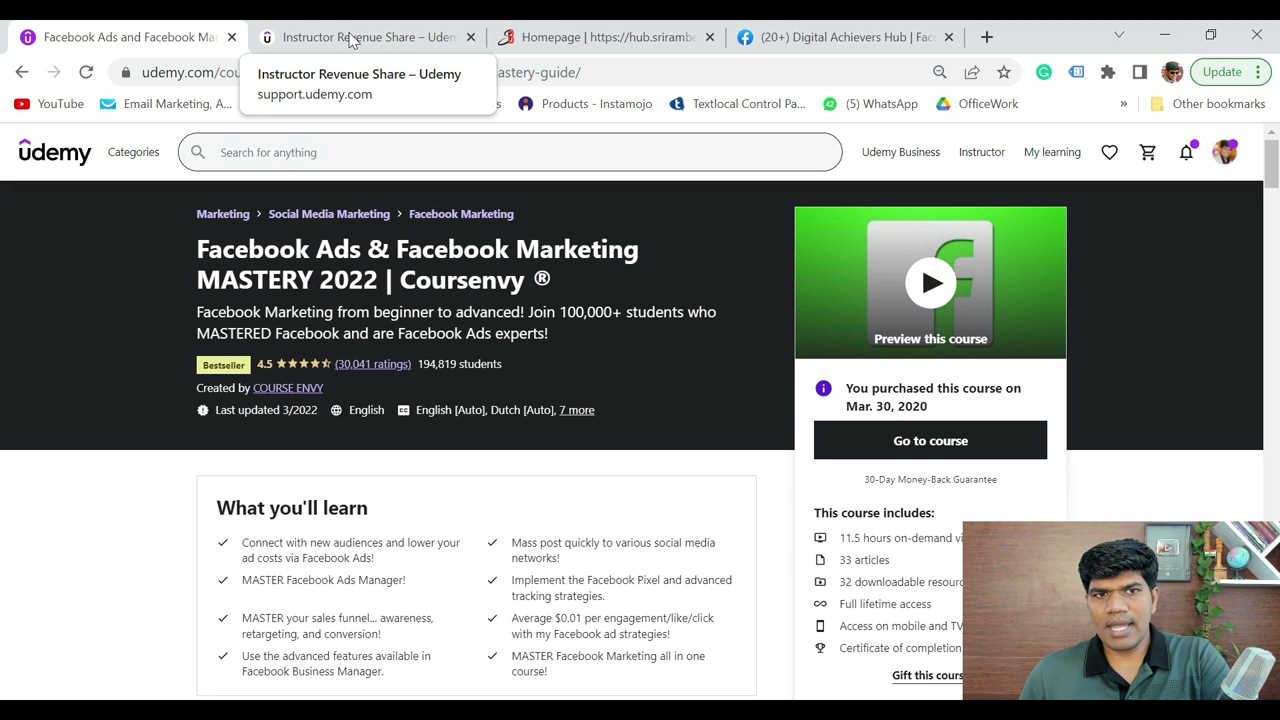 Facebook Ads and Facebook Mar
Instructor Revenue Share – Udem
Homepage | https://hub.srirambe
(20+) Digital Achievers Hub | Fac
udemy.com/cou
astery-guide/
Update
Instructor Revenue Share – Udemy
support.udemy.com
YouTube
Email Marketing, A...
s
Products - Instamojo
Textlocal Control Pa...
42
(5) WhatsApp
OfficeWork
»
Other bookmarks
udemy
Categories
Search for anything
Udemy Business
Instructor
My learning
Marketing > Social Media Marketing > Facebook Marketing
Facebook Ads & Facebook Marketing
MASTERY 2022 | Coursenvy ®
Facebook Marketing from beginner to advanced! Join 100,000+ students who
MASTERED Facebook and are Facebook Ads experts!
Bestseller 4.5 (30,041 ratings) 194,819 students
Created by COURSE ENVY
Last updated 3/2022 English English [Auto], Dutch [Auto], 7 more
Preview this course
You purchased this course on
Mar. 30, 2020
Go to course
30-Day Money-Back Guarantee
This course includes:
11.5 hours on-demand vi
33 articles
32 downloadable resourc
Full lifetime access
Access on mobile and TV
Certificate of completion
Gift this cours
What you'll learn
Connect with new audiences and lower your
ad costs via Facebook Ads!
MASTER Facebook Ads Manager!
MASTER your sales funnel... awareness,
retargeting, and conversion!
Use the advanced features available in
Facebook Business Manager.
Mass post quickly to various social media
networks!
Implement the Facebook Pixel and advanced
tracking strategies.
Average $0.01 per engagement/like/click
with my Facebook ad strategies!
MASTER Facebook Marketing all in one
course!